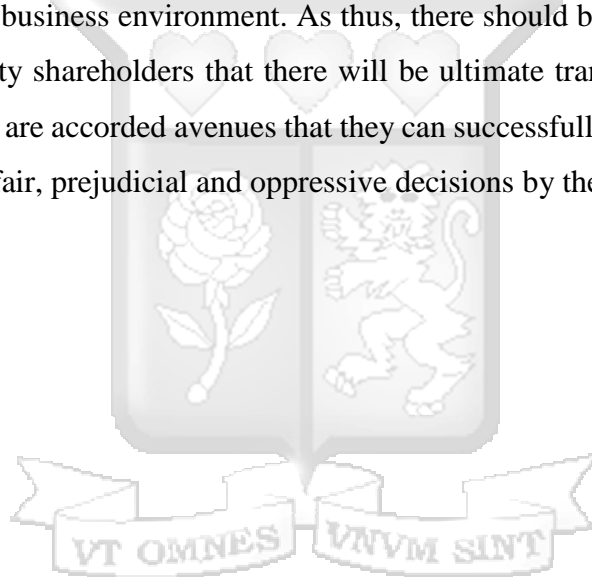 business environment. As thus, there should b
ty shareholders that there will be ultimate tra
are accorded avenues that they can successfull
fair, prejudicial and oppressive decisions by the
VT OMNES VNVM SINT